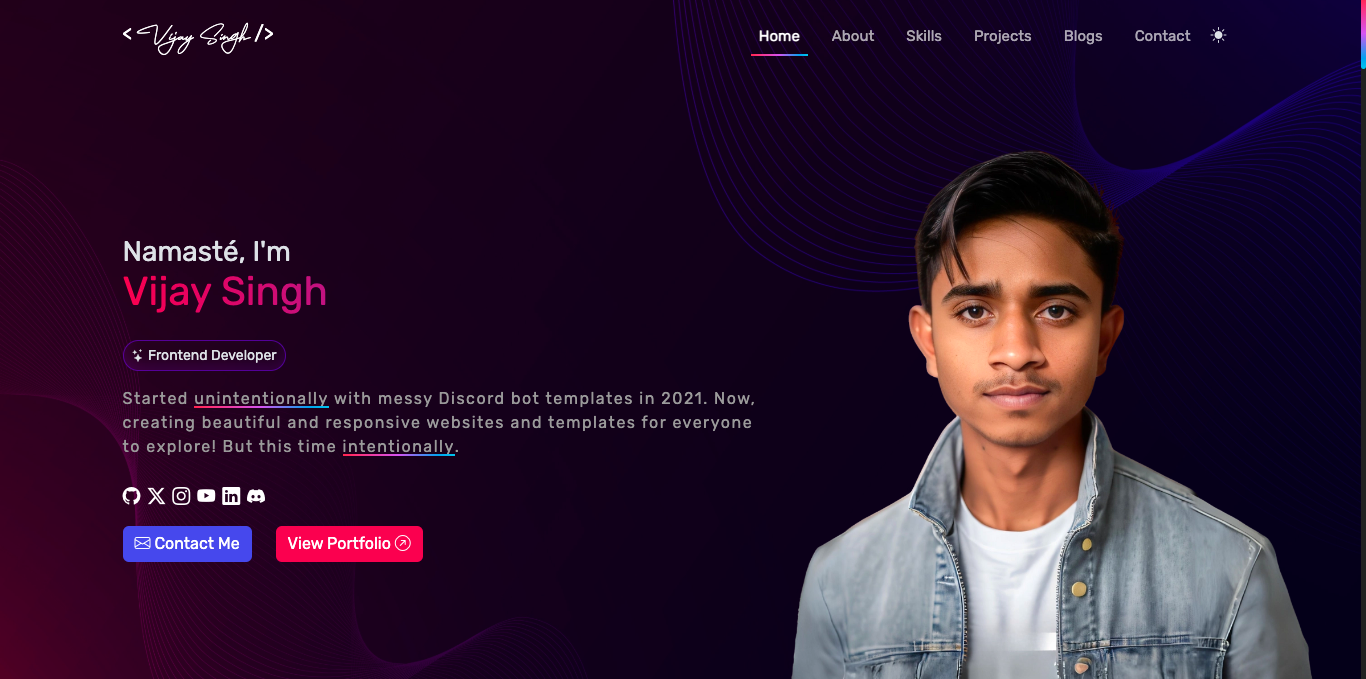 < Vijay Singh />
Home About Skills Projects Blogs Contact
Namasté, I'm
Vijay Singh
Frontend Developer
Started unintentionally with messy Discord bot templates in 2021. Now,
creating beautiful and responsive websites and templates for everyone
to explore! But this time intentionally.
Contact Me View Portfolio